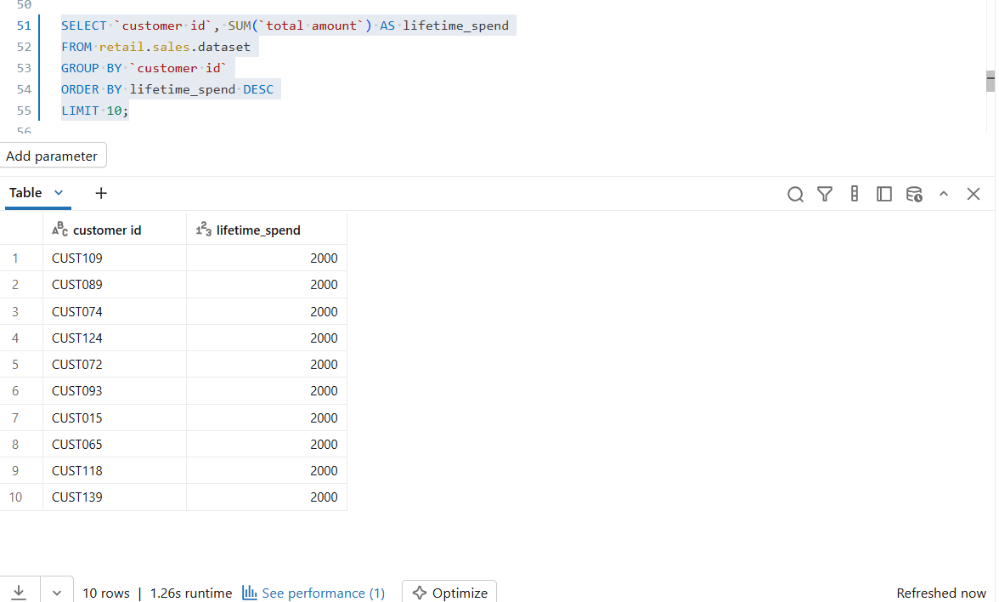 50
51 SELECT `customer id`, SUM(`total amount`) AS lifetime_spend
52 FROM retail.sales.dataset
53 GROUP BY `customer id`
54 ORDER BY lifetime_spend DESC
55 LIMIT 10;
56
Add parameter
Table +
ABC customer id 123 lifetime_spend
1 CUST109 2000
2 CUST089 2000
3 CUST074 2000
4 CUST124 2000
5 CUST072 2000
6 CUST093 2000
7 CUST015 2000
8 CUST065 2000
9 CUST118 2000
10 CUST139 2000
10 rows | 1.26s runtime See performance (1) Optimize Refreshed now